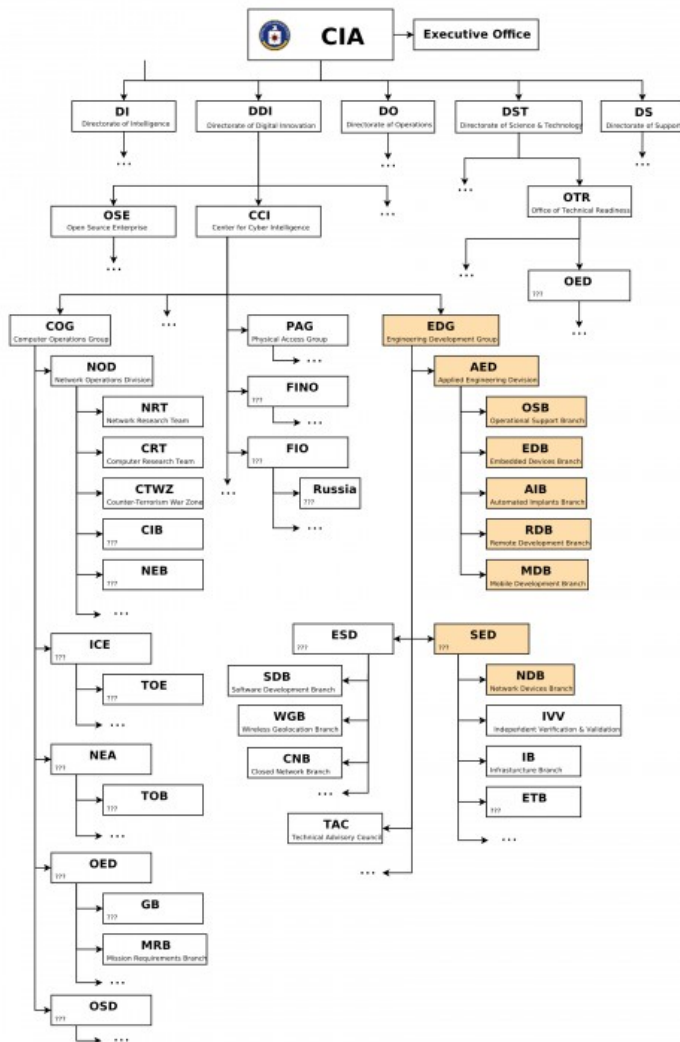 CIA
Executive Office
DI
Directorate of Intelligence
DDI
Directorate of Digital Innovation
DO
Directorate of Operations
DST
Directorate of Science & Technology
DS
Directorate of Support
...
...
...
...
OTR
Office of Technical Readiness
OSE
Open Source Enterprise
CCI
Center for Cyber Intelligence
...
...
...
OED
???
...
COG
Computer Operations Group
...
PAG
Physical Access Group
...
EDG
Engineering Development Group
NOD
Network Operations Division
NRT
Network Research Team
CRT
Computer Research Team
CTWZ
Counter-Terrorism War Zone
CIB
???
NEB
???
...
FINO
???
...
FIO
???
Russia
???
...
...
AED
Applied Engineering Devision
OSB
Operational Support Branch
EDB
Embedded Devices Branch
AIB
Automated Implants Branch
RDB
Remote Development Branch
MDB
Mobile Development Branch
ICE
???
TOE
???
...
NEA
???
TOB
???
...
OED
???
GB
???
MRB
Mission Requirements Branch
...
OSD
???
...
ESD
???
SDB
Software Development Branch
WGB
Wireless Geolocation Branch
CNB
Closed Network Branch
...
TAC
Technical Advisory Council
...
SED
???
NDB
Network Devices Branch
IVV
Independent Verification & Validation
IB
Infrasturcture Branch
ETB
???
...